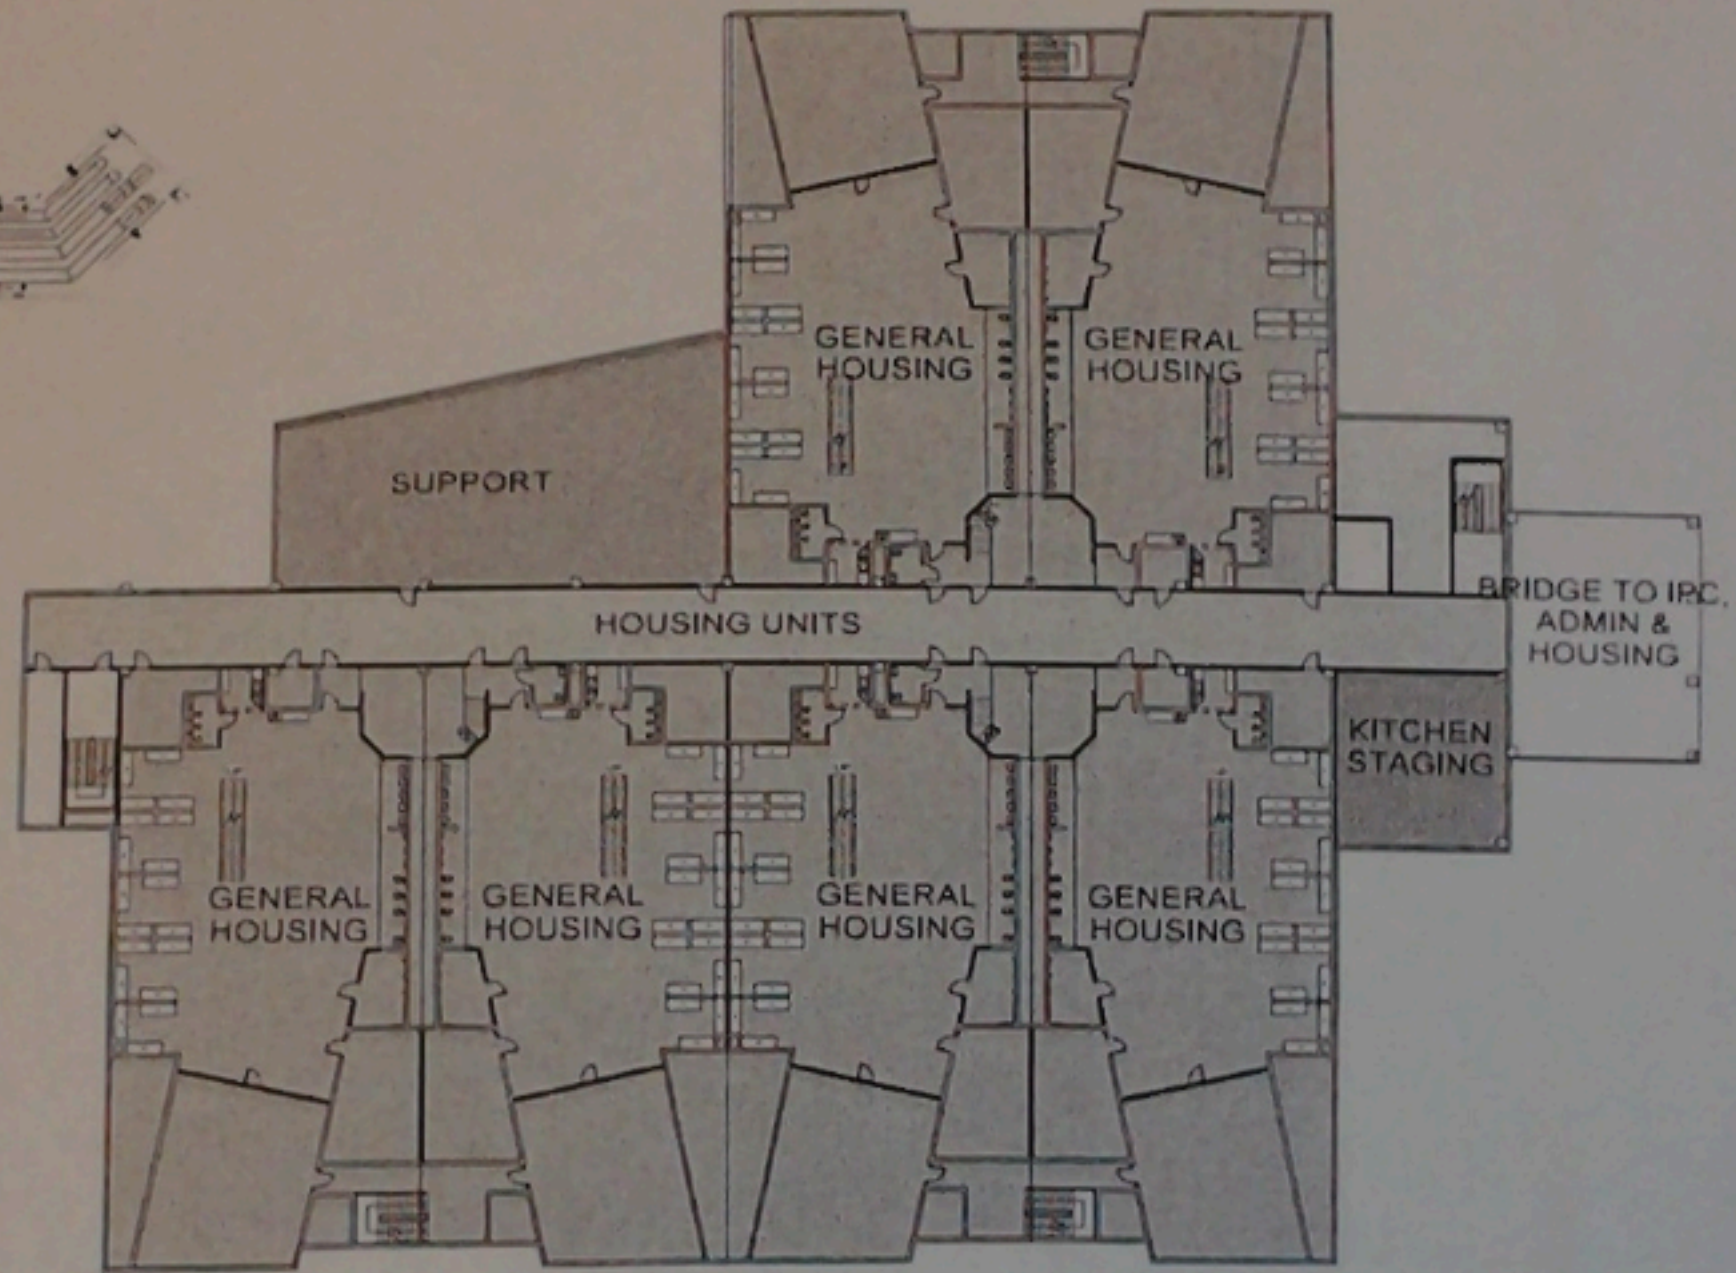 GENERAL
HOUSING
GENERAL
HOUSING
SUPPORT
HOUSING UNITS
BRIDGE TO IPC,
ADMIN &
HOUSING
KITCHEN
STAGING
GENERAL
HOUSING
GENERAL
HOUSING
GENERAL
HOUSING
GENERAL
HOUSING